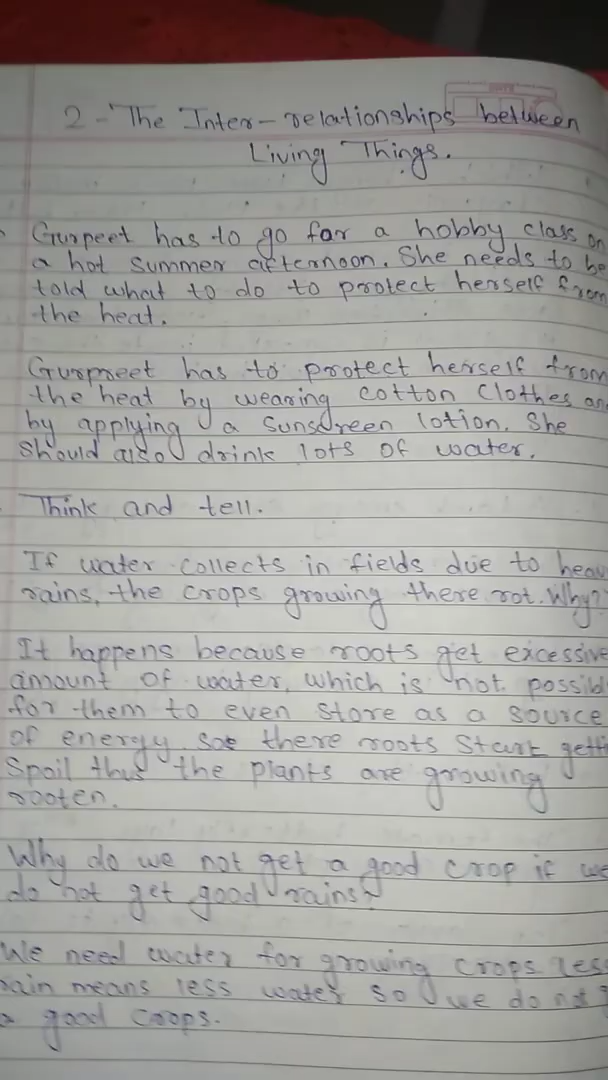 2 - The Inter-relationships between
Living Things.
Gurpeet has to go for a hobby class on
a hot summer afternoon. She needs to be
told what to do to protect herself from
the heat.
Gurpreet has to protect herself from
the heat by wearing cotton clothes an
by applying a sunscreen lotion. She
should also drink lots of water.
Think and tell.
If water collects in fields due to heav
rains, the crops growing there rot. Why?
It happens because roots get excessive
amount of water, which is not possibl
for them to even store as a source
of energy. so there roots start getti
spoil thus the plants are growing
rooten.
Why do we not get a good crop if we
do not get good rains?
We need water for growing crops less
rain means less water so we do not
a good crops.